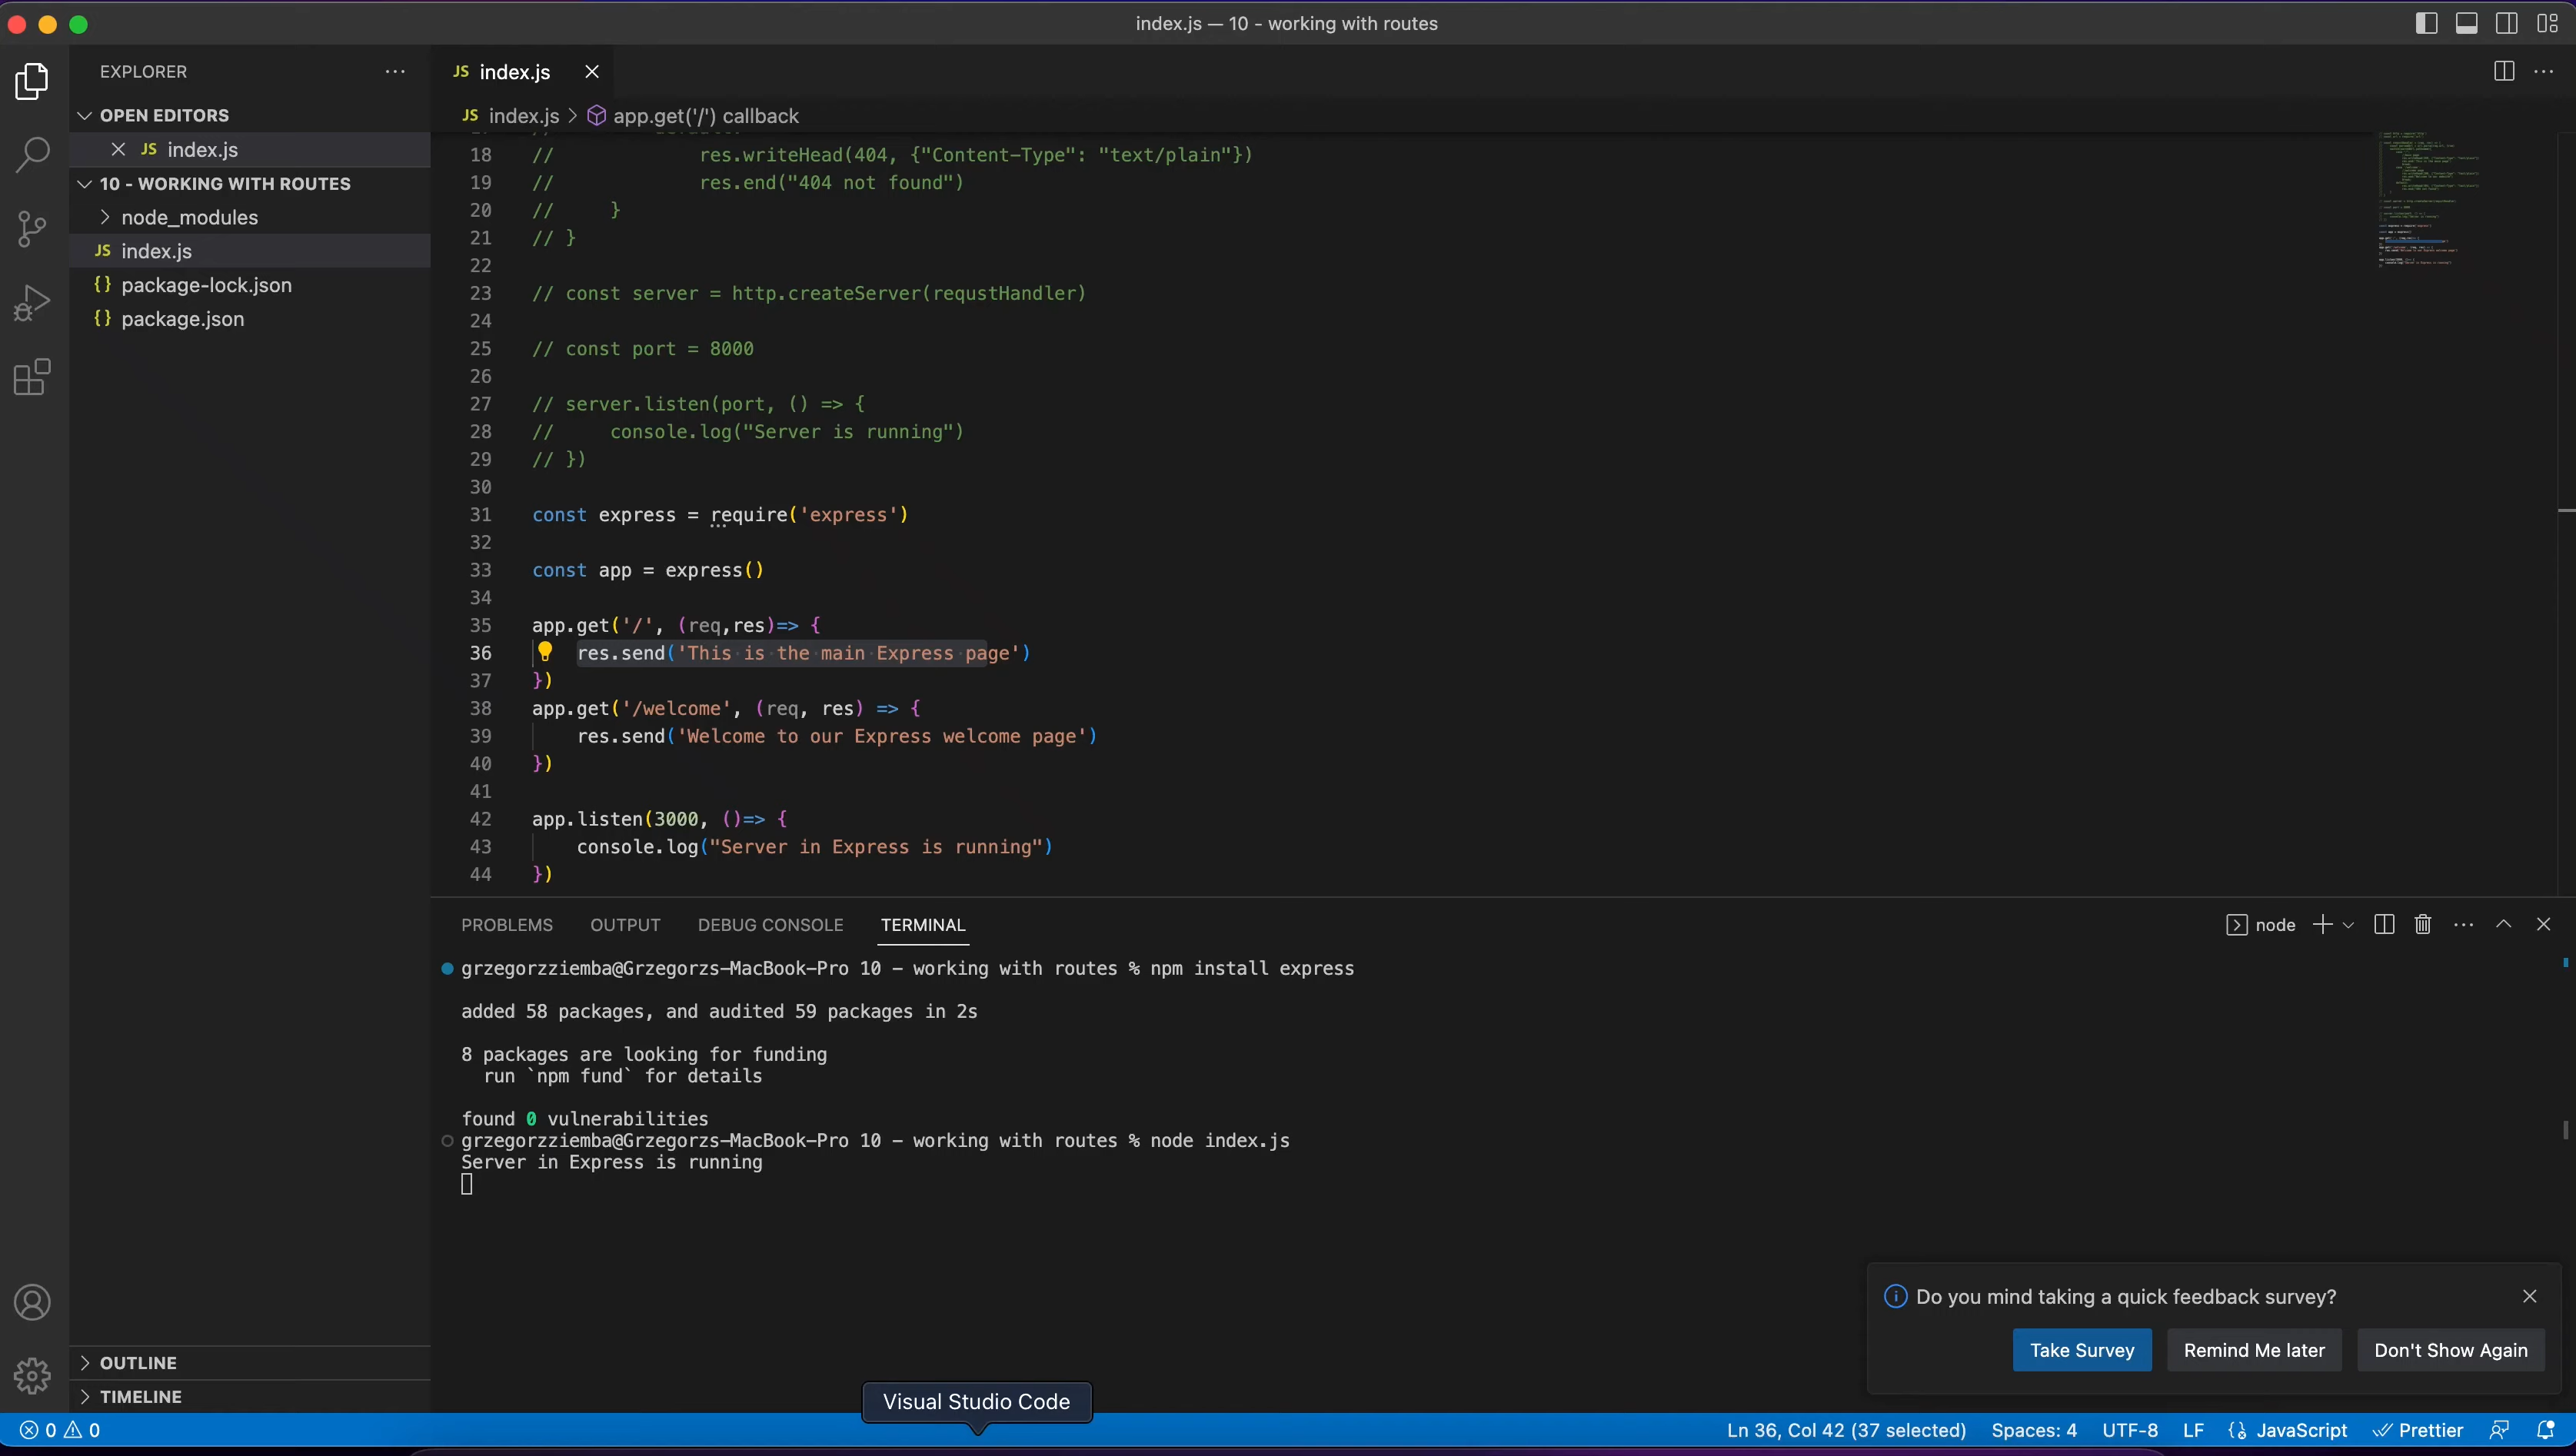 index.js — 10 - working with routes
EXPLORER
OPEN EDITORS
JS index.js
10 - WORKING WITH ROUTES
node_modules
JS index.js
{} package-lock.json
{} package.json
OUTLINE
TIMELINE
JS index.js
JS index.js > app.get('/') callback
18 // res.writeHead(404, {"Content-Type": "text/plain"})
19 // res.end("404 not found")
20 // }
21 // }
22
23 // const server = http.createServer(requstHandler)
24
25 // const port = 8000
26
27 // server.listen(port, () => {
28 // console.log("Server is running")
29 // })
30
31 const express = require('express')
32
33 const app = express()
34
35 app.get('/', (req,res)=> {
36 res.send('This is the main Express page')
37 })
38 app.get('/welcome', (req, res) => {
39 res.send('Welcome to our Express welcome page')
40 })
41
42 app.listen(3000, ()=> {
43 console.log("Server in Express is running")
44 })
PROBLEMS OUTPUT DEBUG CONSOLE TERMINAL
node
grzegorzziemba@Grzegorzs-MacBook-Pro 10 - working with routes % npm install express
added 58 packages, and audited 59 packages in 2s
8 packages are looking for funding
run `npm fund` for details
found 0 vulnerabilities
grzegorzziemba@Grzegorzs-MacBook-Pro 10 - working with routes % node index.js
Server in Express is running
Do you mind taking a quick feedback survey?
Take Survey Remind Me later Don't Show Again
Visual Studio Code
0 0
Ln 36, Col 42 (37 selected) Spaces: 4 UTF-8 LF JavaScript Prettier